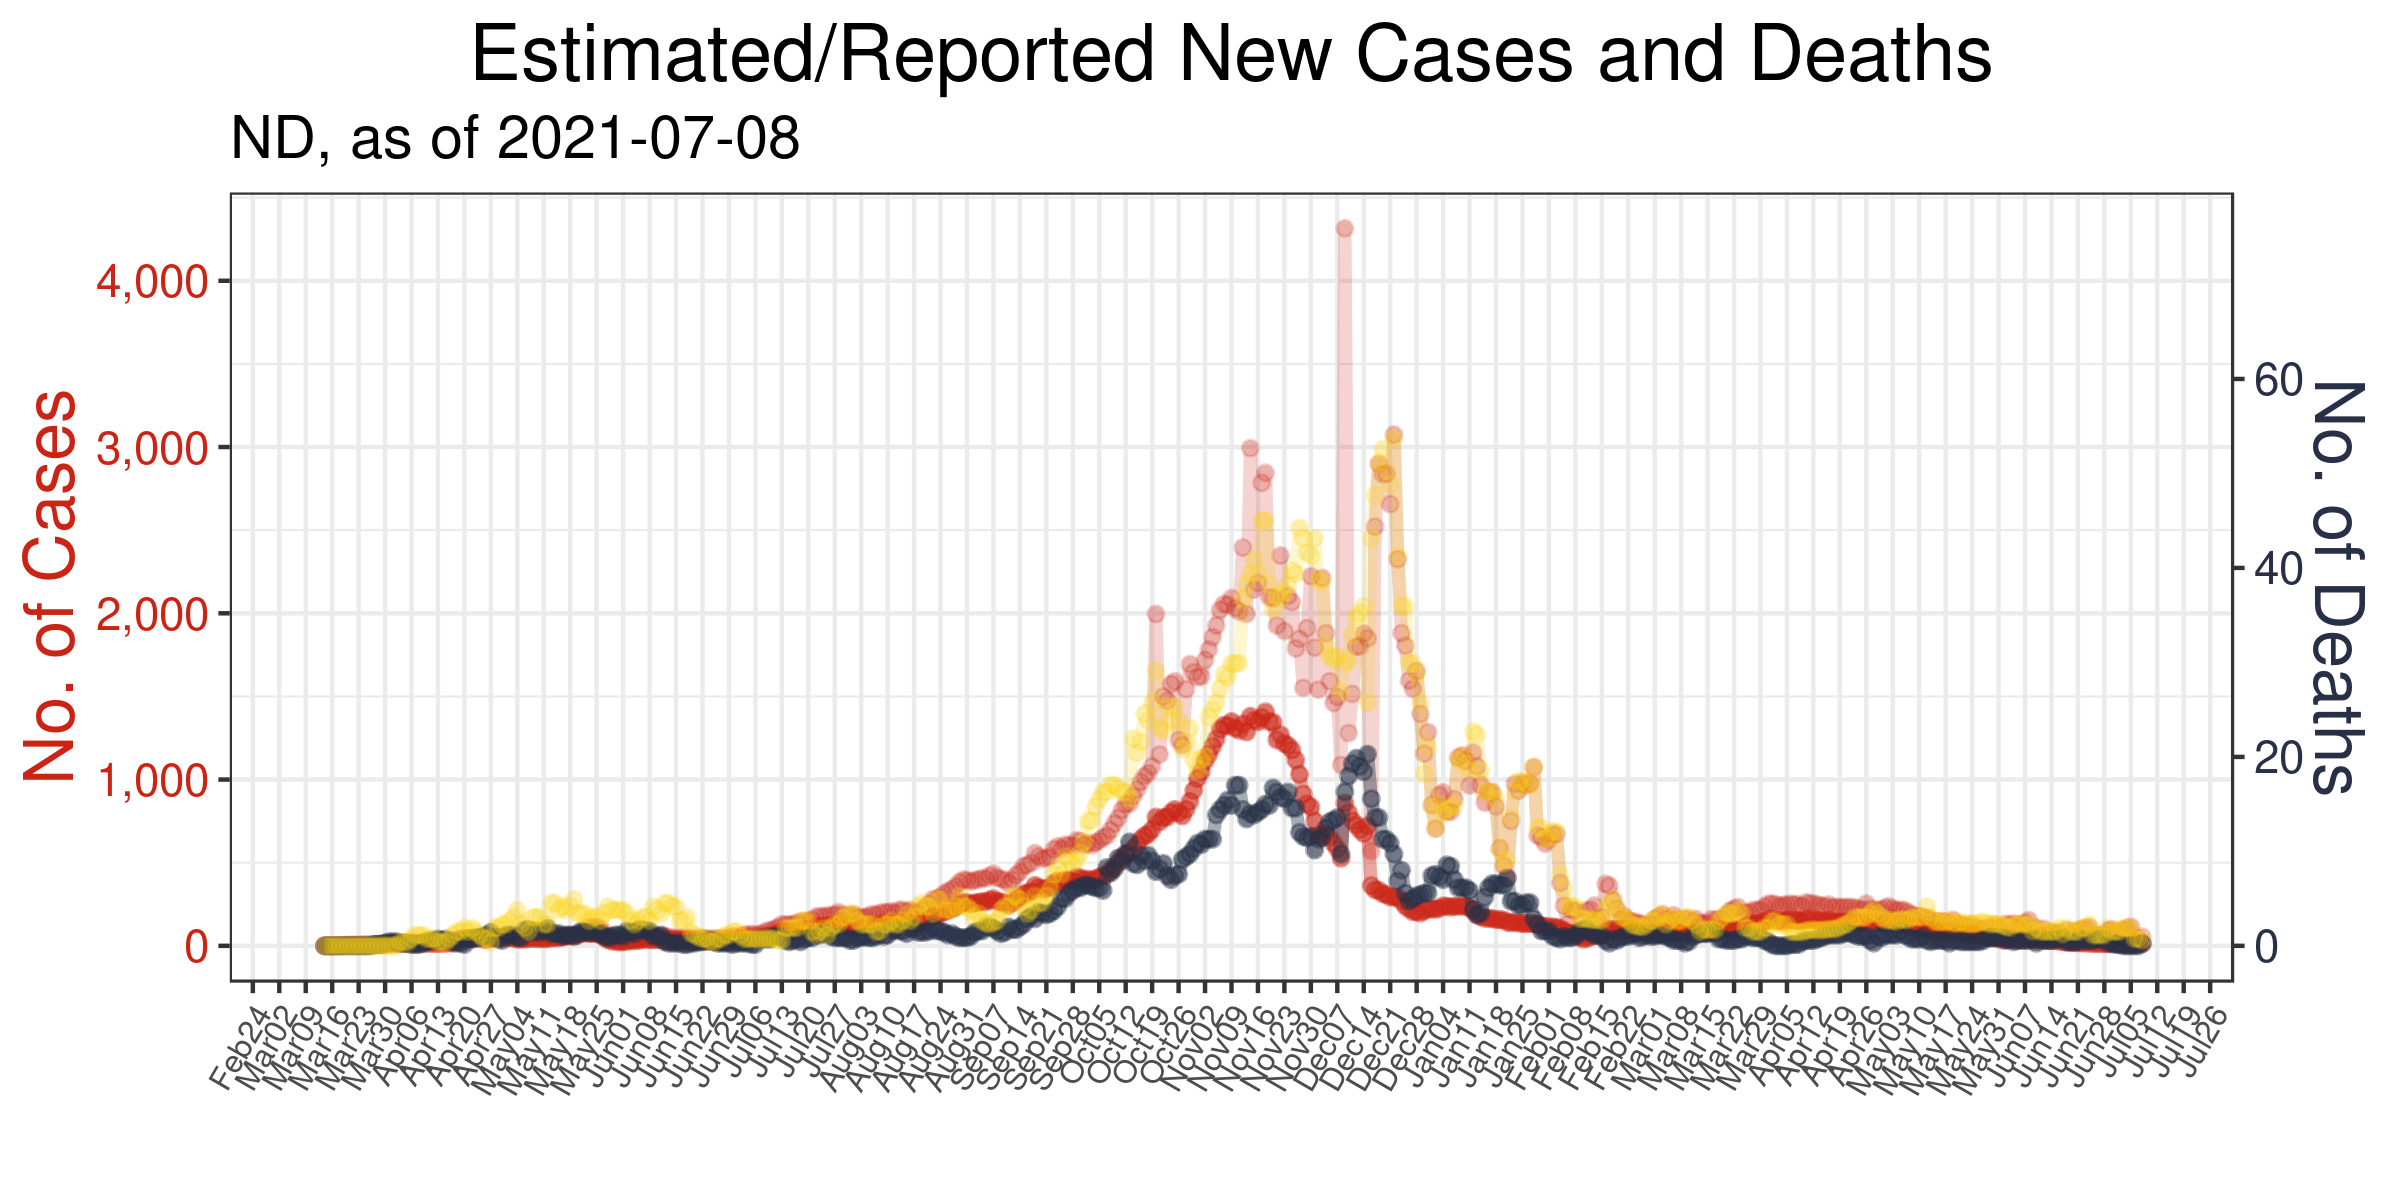 Estimated/Reported New Cases and Deaths
ND, as of 2021-07-08
No. of Cases
4,000
3,000
2,000
1,000
0
60
40
20
0
No. of Deaths
Feb24
Mar02
Mar09
Mar16
Mar23
Mar30
Apr06
Apr13
Apr20
Apr27
May04
May11
May18
May25
Jun01
Jun08
Jun15
Jun22
Jun29
Jul06
Jul13
Jul20
Jul27
Aug03
Aug10
Aug17
Aug24
Aug31
Sep07
Sep14
Sep21
Sep28
Oct05
Oct12
Oct19
Oct26
Nov02
Nov09
Nov16
Nov23
Nov30
Dec07
Dec14
Dec21
Dec28
Jan04
Jan11
Jan18
Jan25
Feb01
Feb08
Feb15
Feb22
Mar01
Mar08
Mar15
Mar22
Mar29
Apr05
Apr12
Apr19
Apr26
May03
May10
May17
May24
May31
Jun07
Jun14
Jun21
Jun28
Jul05
Jul12
Jul19
Jul26